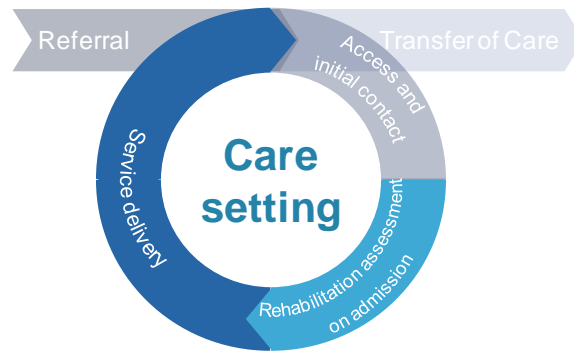 Referral
Transfer of Care
Access and
initial contact
Care
setting
Service delivery
Rehabilitation assessment
on admission